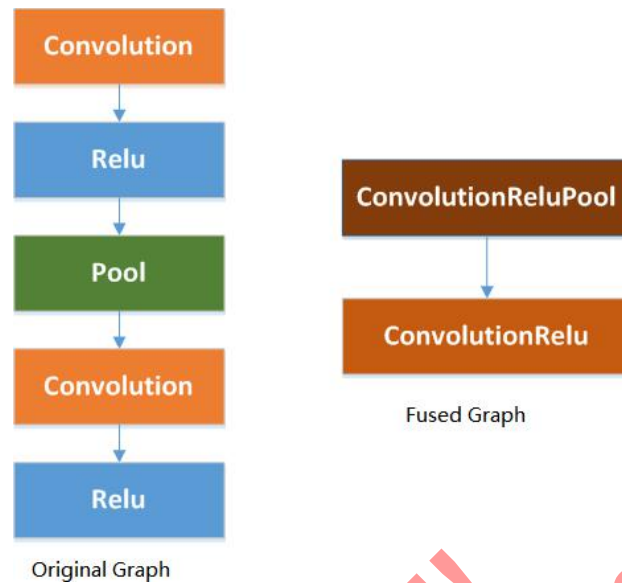 Convolution
Relu
Pool
Convolution
Relu
Original Graph
ConvolutionReluPool
ConvolutionRelu
Fused Graph